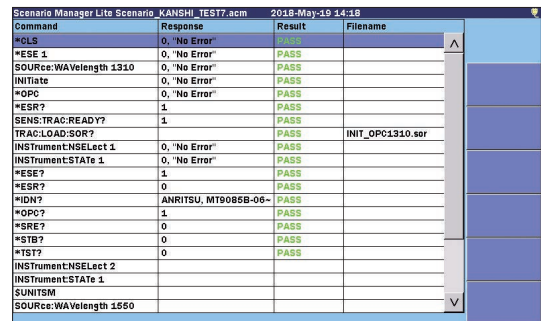 Scenario Manager Lite Scenario_KANSHI_TEST7.acm 2018-May-19 14:18
Command Response Result Filename
*CLS 0, "No Error" PASS
*ESE 1 0, "No Error" PASS
SOURce:WAVelength 1310 0, "No Error" PASS
INITiate 0, "No Error" PASS
*OPC 0, "No Error" PASS
*ESR? 1 PASS
SENS:TRAC:READY? 1 PASS
TRAC:LOAD:SOR? PASS INIT_OPC1310.sor
INSTrument:NSELect 1 0, "No Error" PASS
INSTrument:STATe 1 0, "No Error" PASS
*ESE? 1 PASS
*ESR? 0 PASS
*IDN? ANRITSU, MT9085B-06~ PASS
*OPC? 1 PASS
*SRE? 0 PASS
*STB? 0 PASS
*TST? 0 PASS
INSTrument:NSELect 2
INSTrument:STATe 1
$UNITSM
SOURce:WAVelength 1550